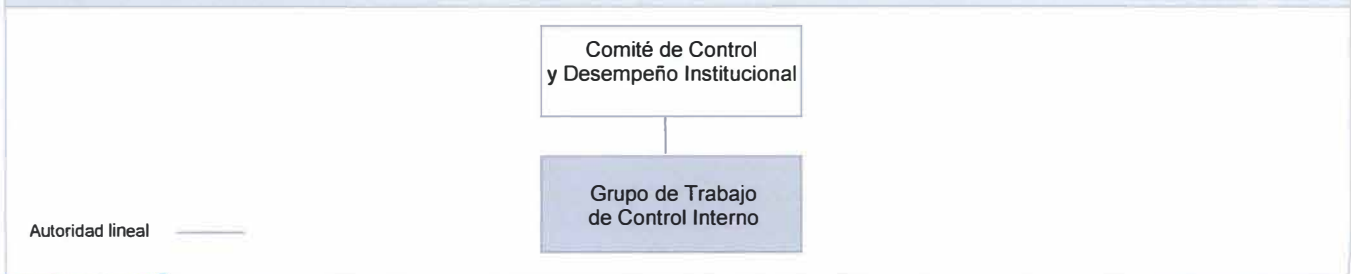 Comité de Control
y Desempeño Institucional
Grupo de Trabajo
de Control Interno
Autoridad lineal